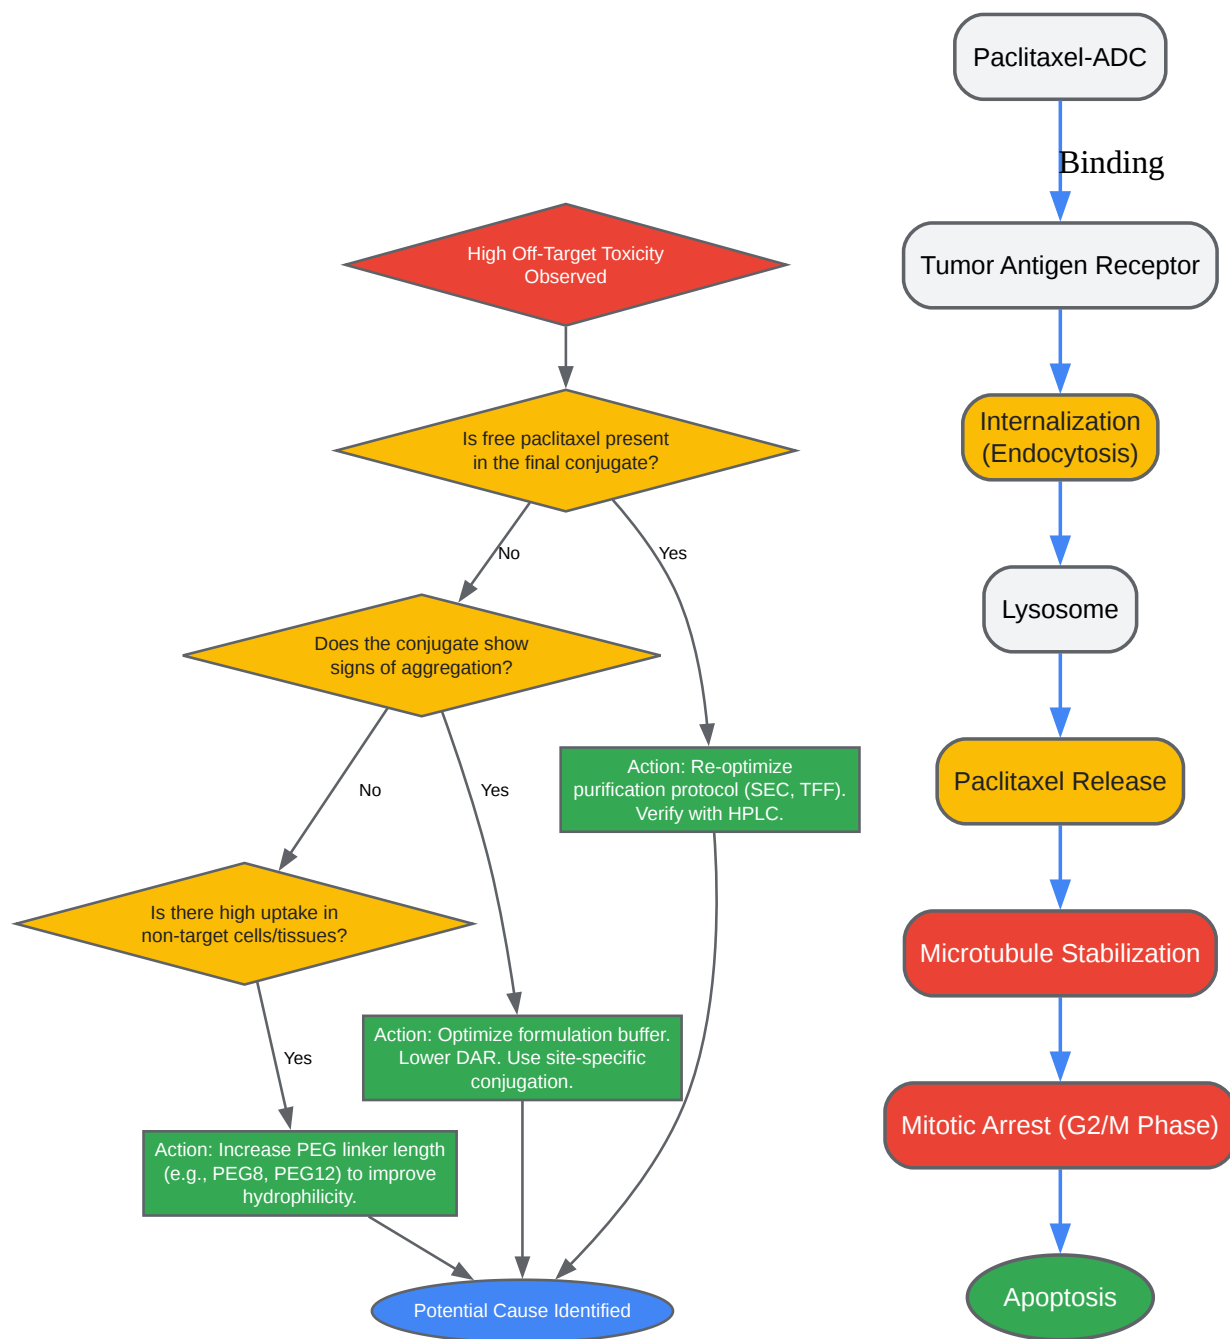 High Off-Target Toxicity
Observed
Is free paclitaxel present
in the final conjugate?
No
Yes
Does the conjugate show
signs of aggregation?
No
Yes
Action: Re-optimize
purification protocol (SEC, TFF).
Verify with HPLC.
Is there high uptake in
non-target cells/tissues?
Yes
Action: Optimize formulation buffer.
Lower DAR. Use site-specific
conjugation.
Action: Increase PEG linker length
(e.g., PEG8, PEG12) to improve
hydrophilicity.
Potential Cause Identified
Paclitaxel-ADC
Binding
Tumor Antigen Receptor
Internalization
(Endocytosis)
Lysosome
Paclitaxel Release
Microtubule Stabilization
Mitotic Arrest (G2/M Phase)
Apoptosis